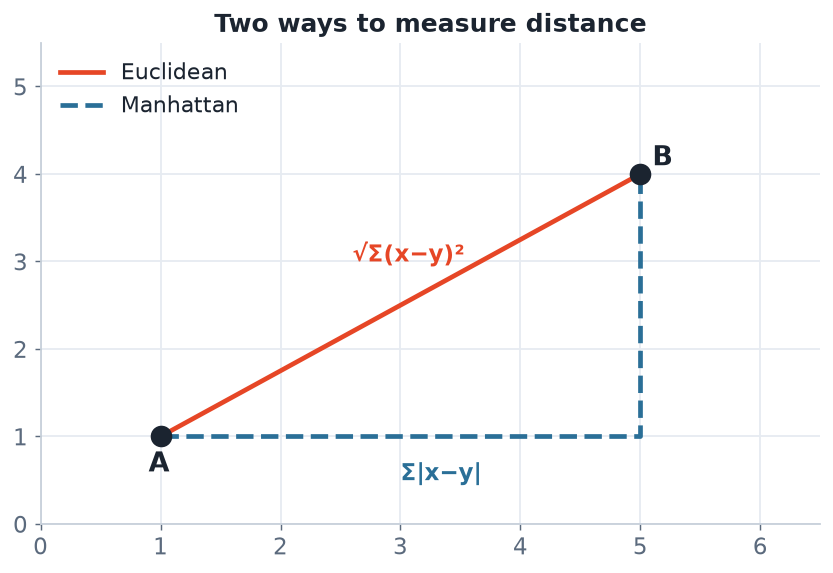 Two ways to measure distance
Euclidean
Manhattan
5
4
3
2
1
0
B
√Σ(x−y)²
A
Σ|x−y|
0 1 2 3 4 5 6